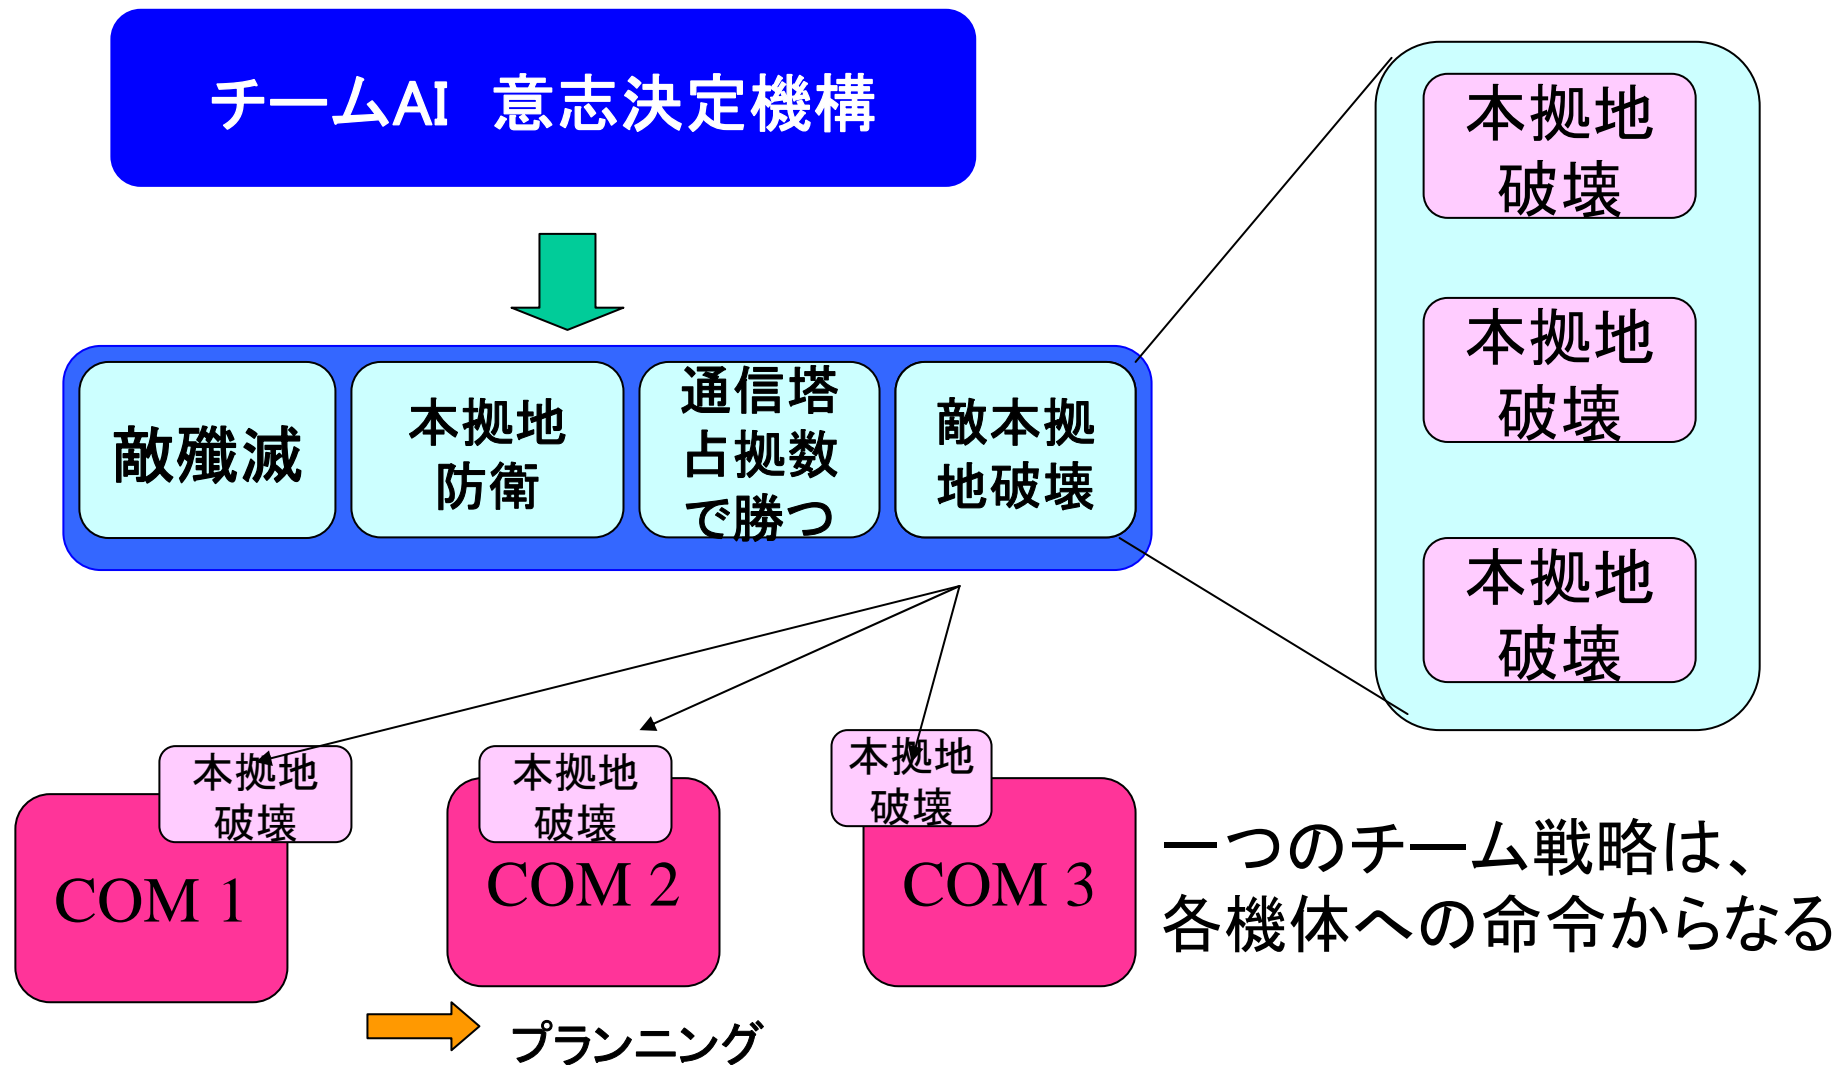 チームAI 意志決定機構
敵殲滅
本拠地
防衛
通信塔
占拠数
で勝つ
敵本拠
地破壊
本拠地
破壊
本拠地
破壊
本拠地
破壊
本拠地
破壊
COM 1
本拠地
破壊
COM 2
本拠地
破壊
COM 3
一つのチーム戦略は、
各機体への命令からなる
プランニング